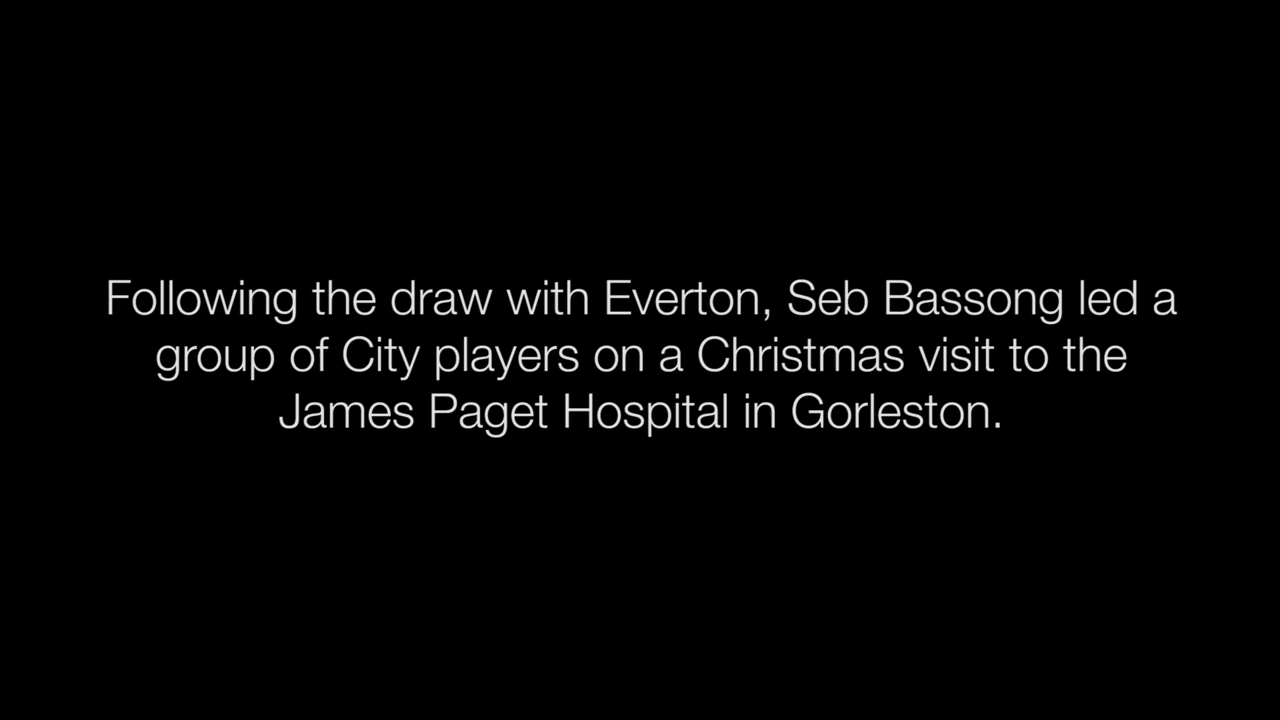 Following the draw with Everton, Seb Bassong led a
group of City players on a Christmas visit to the
James Paget Hospital in Gorleston.